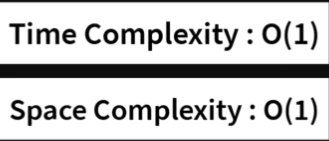 Time Complexity : O(1)
Space Complexity : O(1)